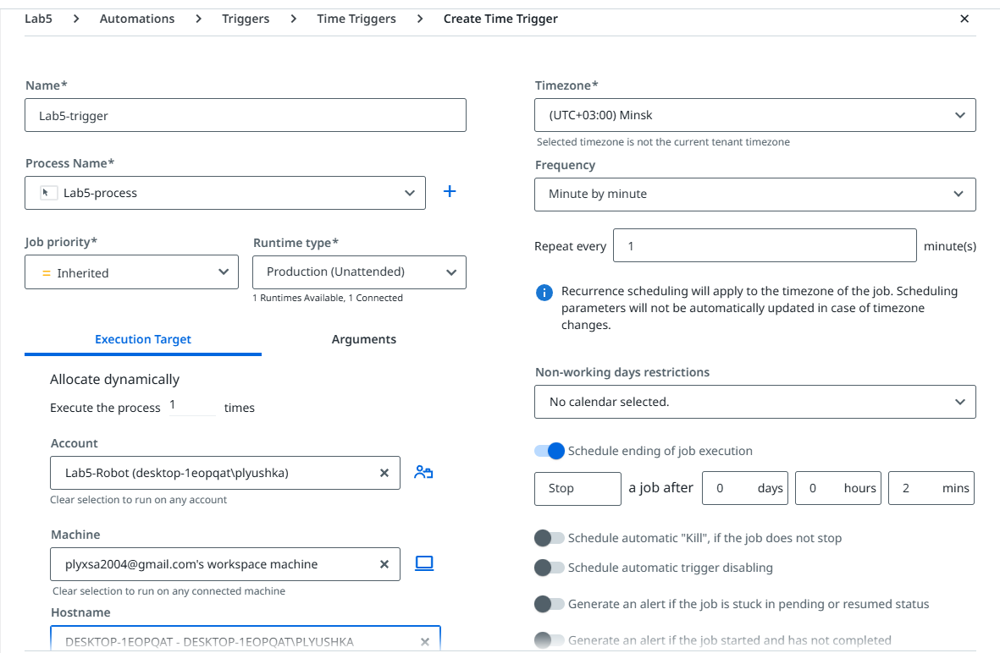 Lab5 > Automations > Triggers > Time Triggers > Create Time Trigger ×
Name*
Lab5-trigger
Process Name*
Lab5-process
+
Job priority*
Inherited
Runtime type*
Production (Unattended)
1 Runtimes Available, 1 Connected
Execution Target
Arguments
Allocate dynamically
Execute the process 1 times
Account
Lab5-Robot (desktop-1eopqat\plyushka)
Clear selection to run on any account
Machine
plyxsa2004@gmail.com's workspace machine
Clear selection to run on any connected machine
Hostname
DESKTOP-1EOPQAT - DESKTOP-1EOPQAT\PLYUSHKA
Timezone*
(UTC+03:00) Minsk
Selected timezone is not the current tenant timezone
Frequency
Minute by minute
Repeat every 1 minute(s)
Recurrence scheduling will apply to the timezone of the job. Scheduling
parameters will not be automatically updated in case of timezone
changes.
Non-working days restrictions
No calendar selected.
Schedule ending of job execution
Stop a job after 0 days 0 hours 2 mins
Schedule automatic "Kill", if the job does not stop
Schedule automatic trigger disabling
Generate an alert if the job is stuck in pending or resumed status
Generate an alert if the job started and has not completed